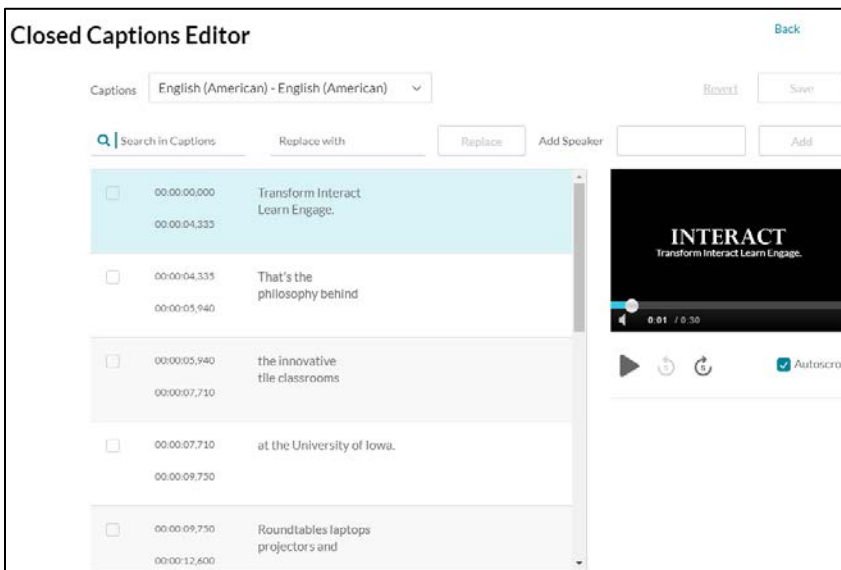 Closed Captions Editor
Back
Captions
English (American) - English (American)
Revert
Save
Search in Captions
Replace with
Replace
Add Speaker
Add
00:00:00,000
Transform Interact
Learn Engage.
00:00:04,335
00:00:04,335
That's the
philosophy behind
00:00:05,940
00:00:05,940
the innovative
tile classrooms
00:00:07,710
00:00:07,710
at the University of Iowa.
00:00:09,750
00:00:09,750
Roundtables laptops
projectors and
00:00:12,600
INTERACT
Transform Interact Learn Engage.
0:01 / 0:30
5
5
Autoscro